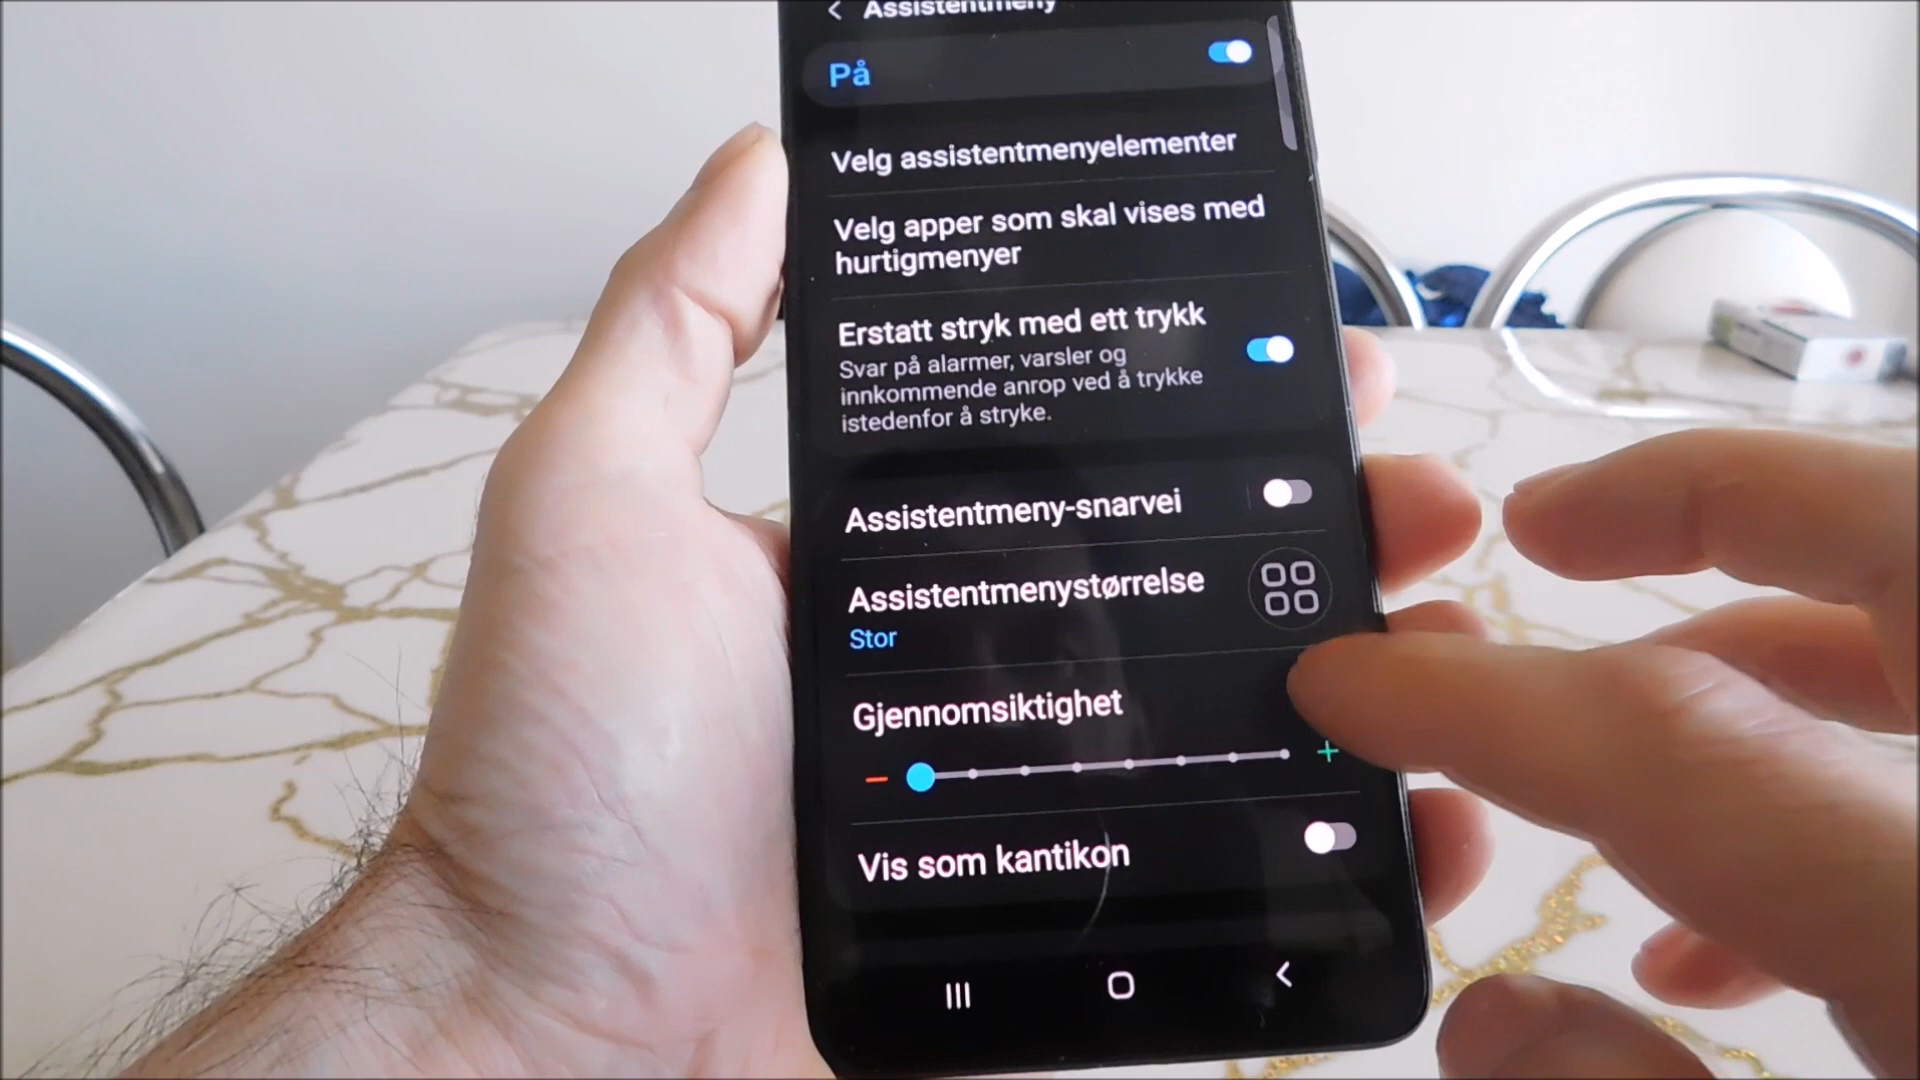 Assistentmeny
På
Velg assistentmenyelementer
Velg apper som skal vises med
hurtigmenyer
Erstatt stryk med ett trykk
Svar på alarmer, varsler og
innkommende anrop ved å trykke
istedenfor å stryke.
Assistentmeny-snarvei
Assistentmenystørrelse
Stor
Gjennomsiktighet
Vis som kantikon